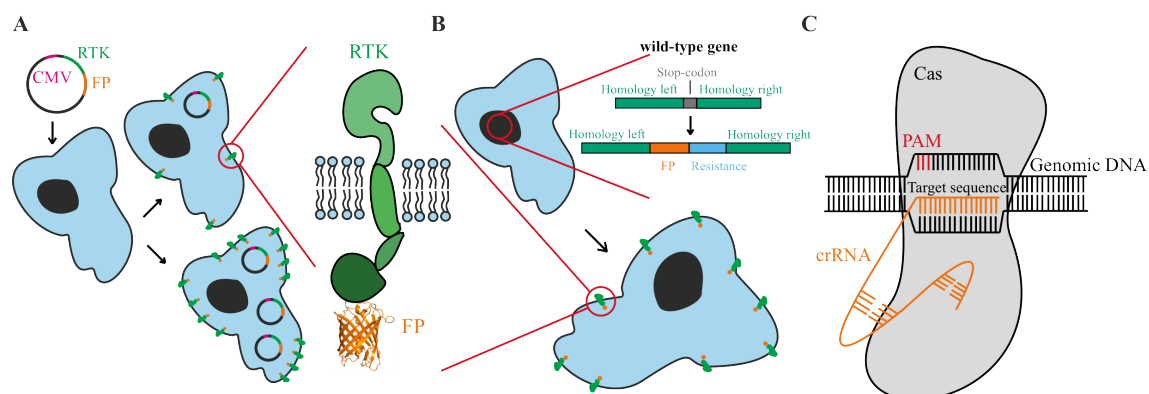 A
RTK
CMV
FP
RTK
FP
B
wild-type gene
Stop-codon
Homology left
Homology right
Homology left
Homology right
FP
Resistance
C
Cas
PAM
Genomic DNA
Target sequence
crRNA